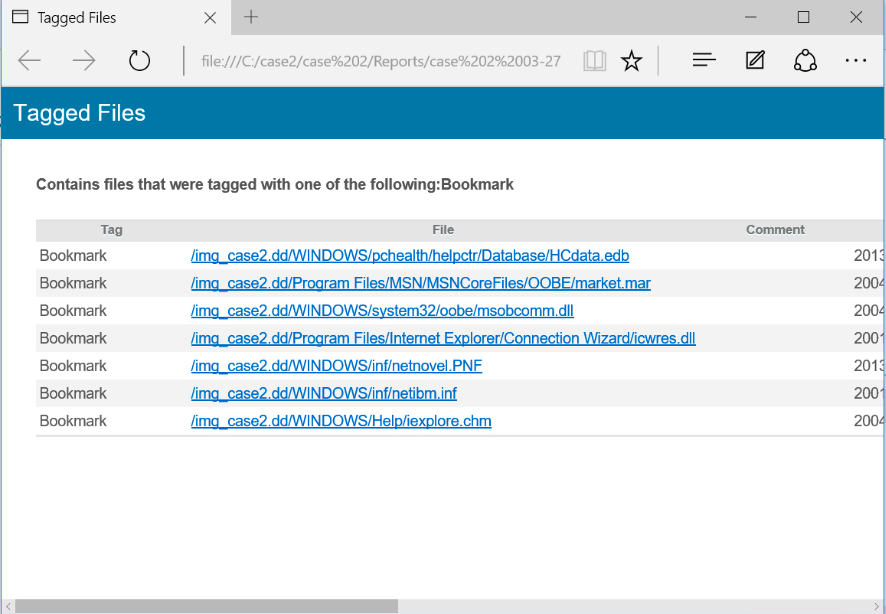 Tagged Files
file:///C:/case2/case%202/Reports/case%202%2003-27
Tagged Files
Contains files that were tagged with one of the following:Bookmark
Tag File Comment
Bookmark /img_case2.dd/WINDOWS/pchealth/helpctr/Database/HCdata.edb 2013
Bookmark /img_case2.dd/Program Files/MSN/MSNCoreFiles/OOBE/market.mar 2004
Bookmark /img_case2.dd/WINDOWS/system32/oobe/msobcomm.dll 2004
Bookmark /img_case2.dd/Program Files/Internet Explorer/Connection Wizard/icwres.dll 2001
Bookmark /img_case2.dd/WINDOWS/inf/netnovel.PNF 2013
Bookmark /img_case2.dd/WINDOWS/inf/netibm.inf 2001
Bookmark /img_case2.dd/WINDOWS/Help/iexplore.chm 2004